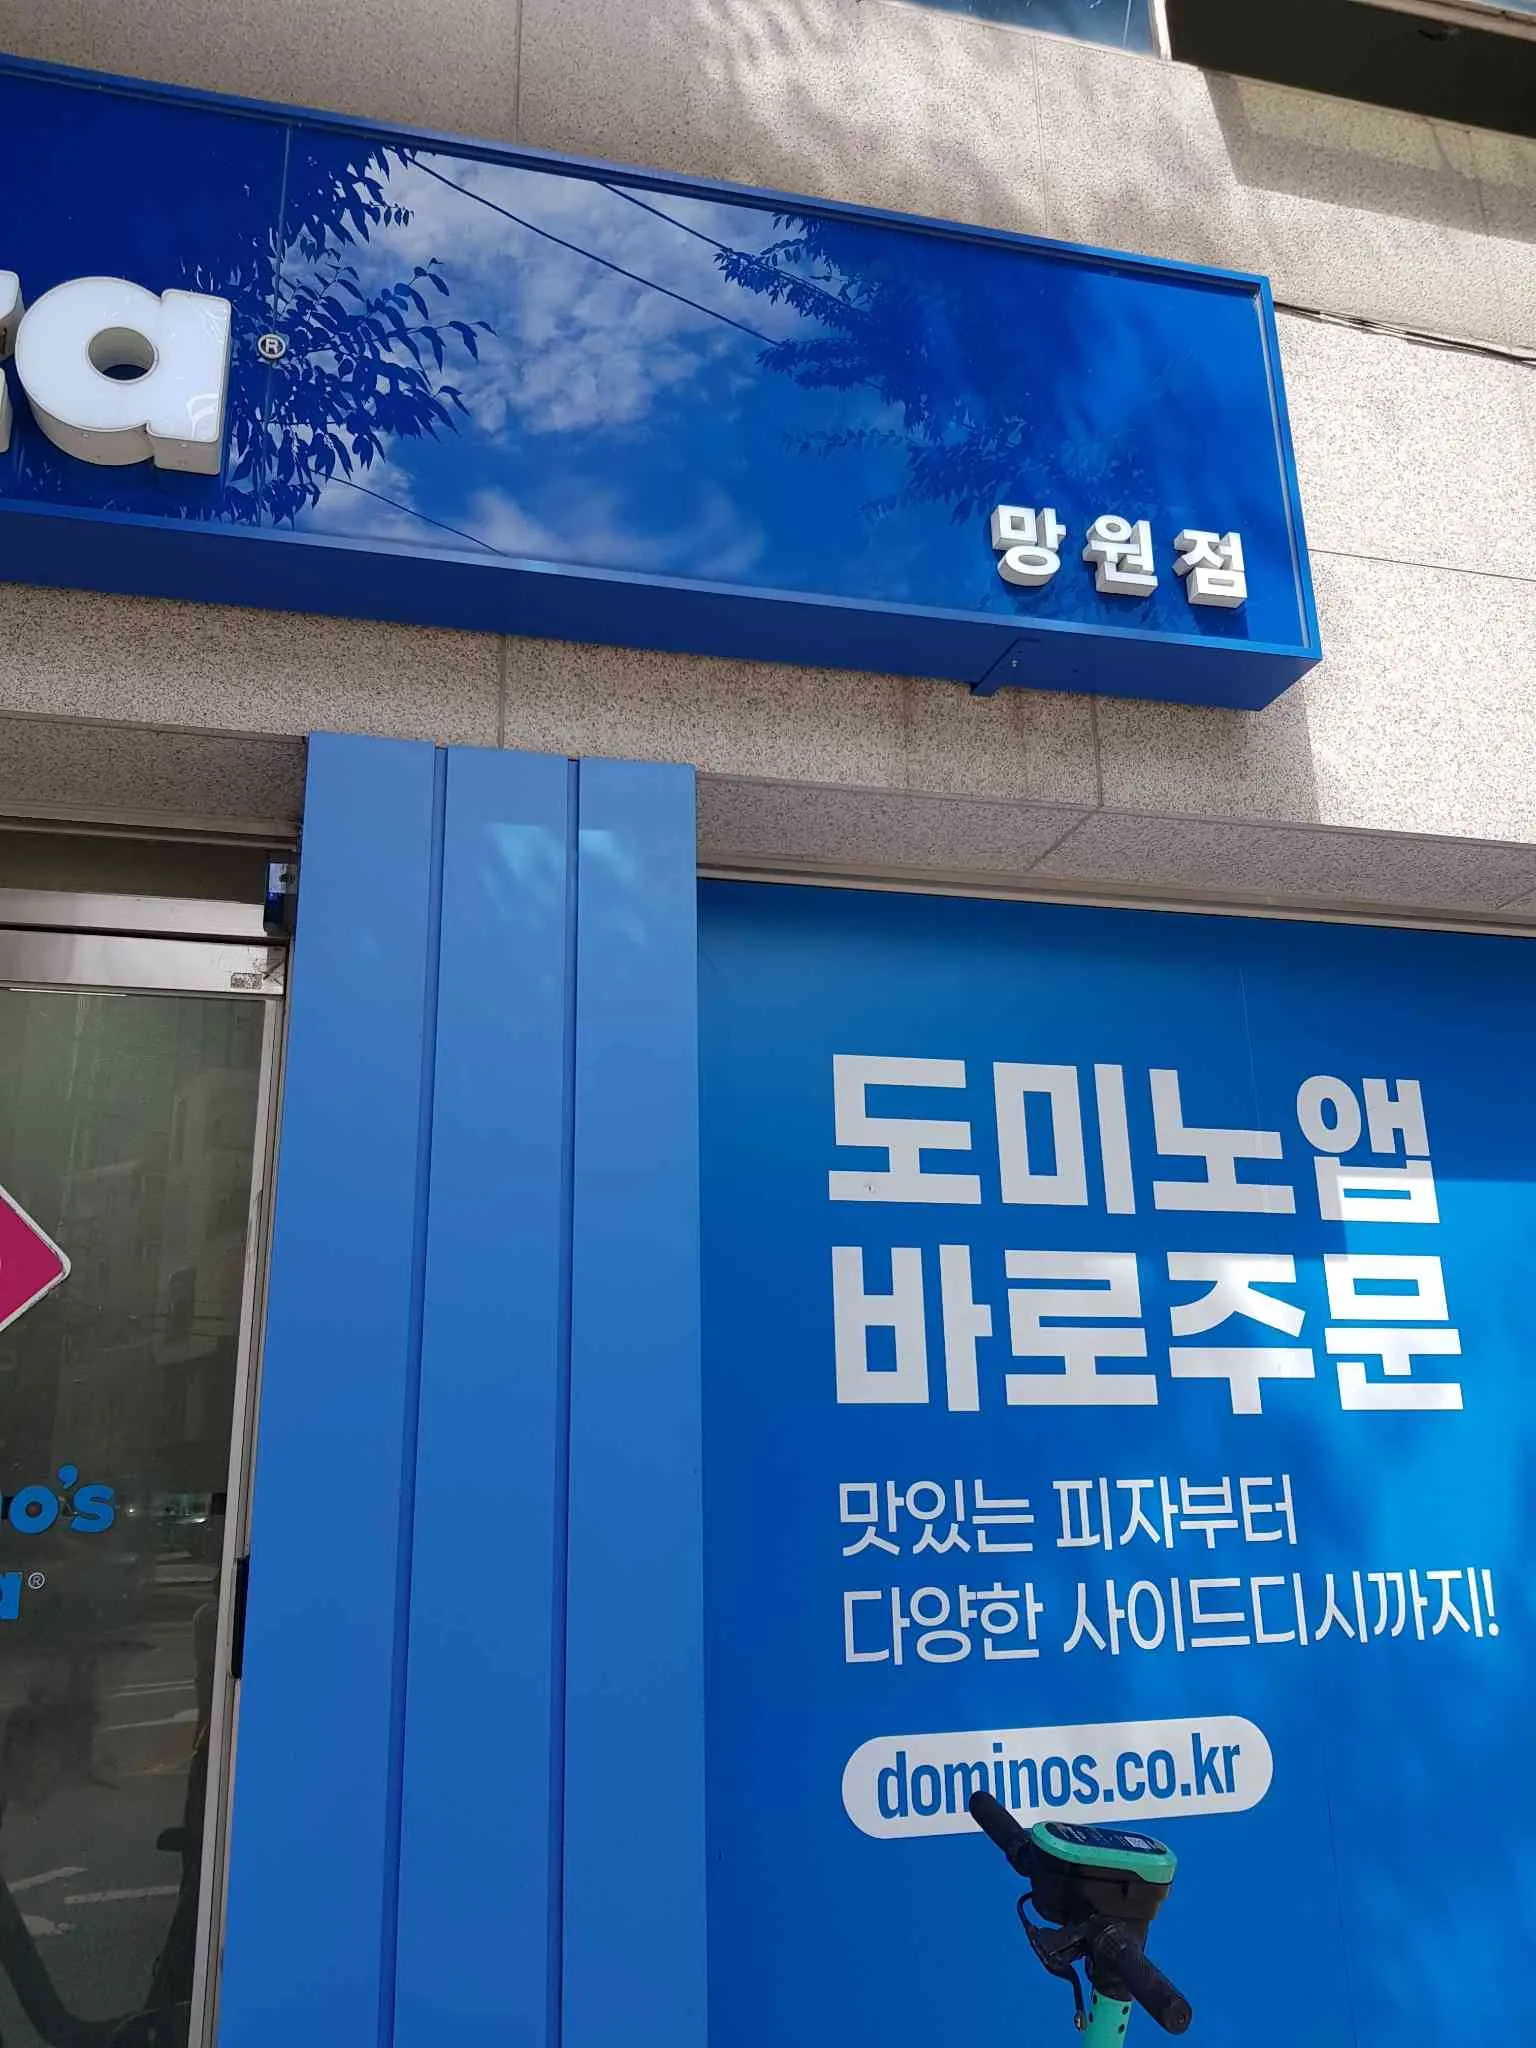 a®
망원점
도미노앱
바로주문
맛있는 피자부터
다양한 사이드디시까지!
dominos.co.kr
o's
a®